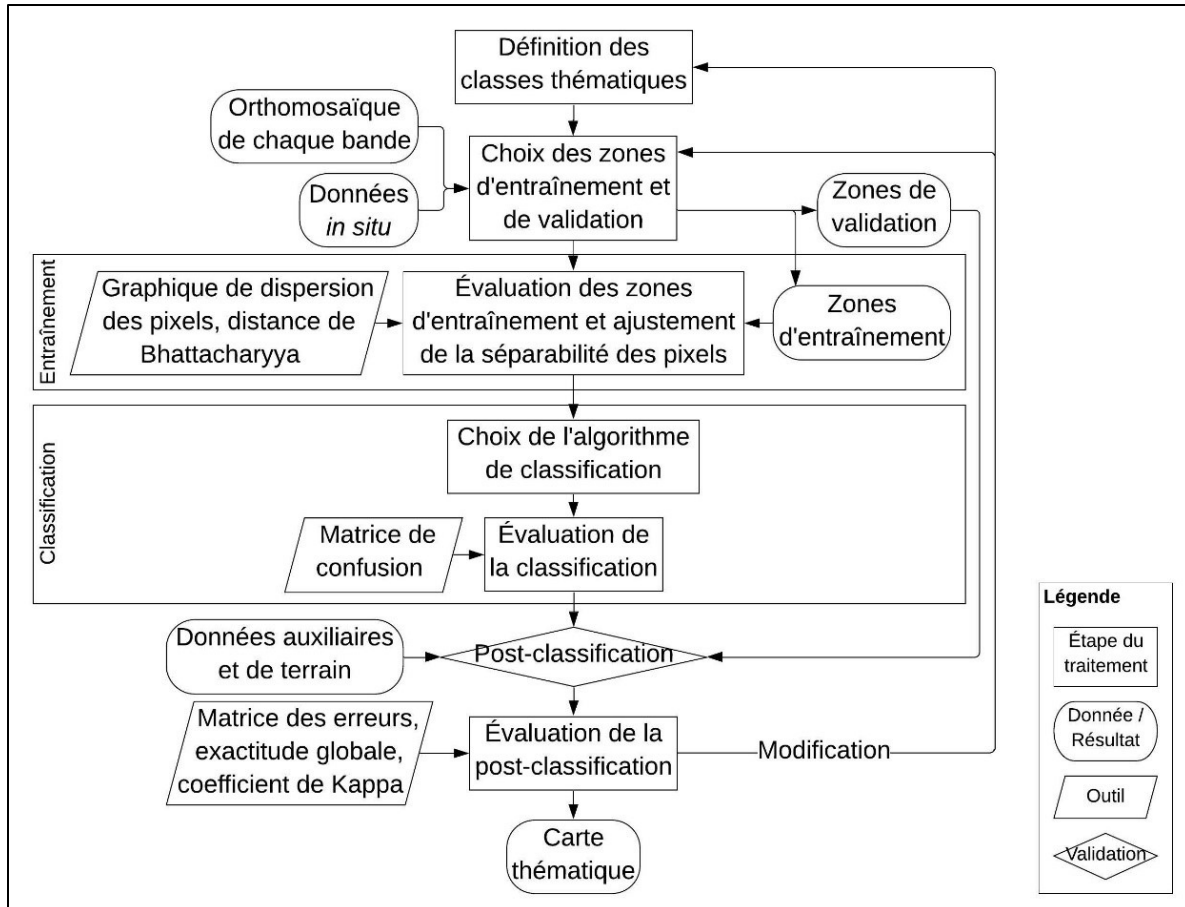 Définition des
classes thématiques
Orthomosaïque
de chaque bande
Données
in situ
Choix des zones
d'entraînement et
de validation
Zones de
validation
Entraînement
Graphique de dispersion
des pixels, distance de
Bhattacharyya
Évaluation des zones
d'entraînement et ajustement
de la séparabilité des pixels
Zones
d'entraînement
Classification
Choix de l'algorithme
de classification
Matrice de
confusion
Évaluation de
la classification
Données auxiliaires
et de terrain
Post-classification
Matrice des erreurs,
exactitude globale,
coefficient de Kappa
Évaluation de la
post-classification
Modification
Carte
thématique
Légende
Étape du
traitement
Donnée /
Résultat
Outil
Validation